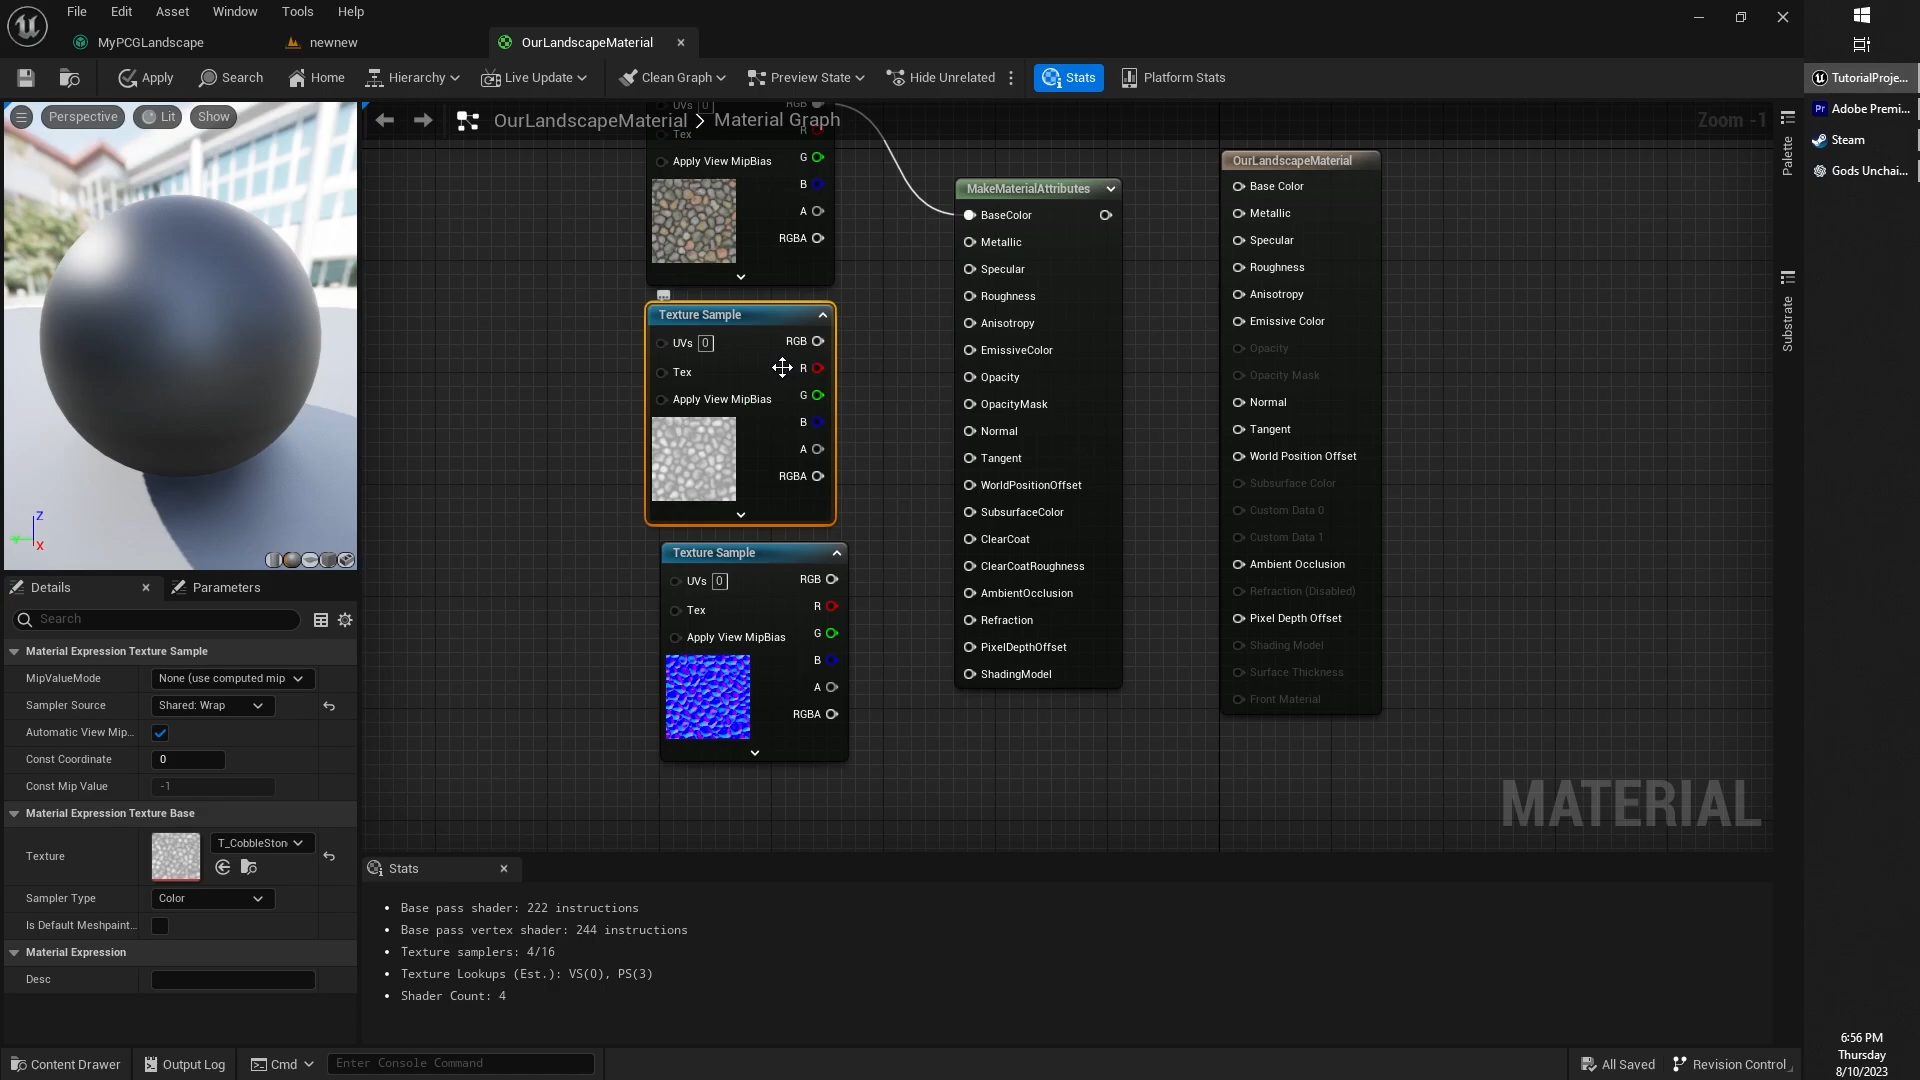 File Edit Asset Window Tools Help
MyPCGLandscape newnew OurLandscapeMaterial
Apply Search Home Hierarchy Live Update Clean Graph Preview State Hide Unrelated Stats Platform Stats
Perspective Lit Show
OurLandscapeMaterial > Material Graph
Zoom -1
UVs 0 RGB
Tex R
Apply View MipBias G
B
A
RGBA
Texture Sample
UVs 0 RGB
Tex R
Apply View MipBias G
B
A
RGBA
Texture Sample
UVs 0 RGB
Tex R
Apply View MipBias G
B
A
RGBA
MakeMaterialAttributes
BaseColor
Metallic
Specular
Roughness
Anisotropy
EmissiveColor
Opacity
OpacityMask
Normal
Tangent
WorldPositionOffset
SubsurfaceColor
ClearCoat
ClearCoatRoughness
AmbientOcclusion
Refraction
PixelDepthOffset
ShadingModel
OurLandscapeMaterial
Base Color
Metallic
Specular
Roughness
Anisotropy
Emissive Color
Opacity
Opacity Mask
Normal
Tangent
World Position Offset
Subsurface Color
Custom Data 0
Custom Data 1
Ambient Occlusion
Refraction (Disabled)
Pixel Depth Offset
Shading Model
Surface Thickness
Front Material
MATERIAL
Palette
Substrate
Z
Y
X
Details Parameters
Search
Material Expression Texture Sample
MipValueMode None (use computed mip
Sampler Source Shared: Wrap
Automatic View Mip...
Const Coordinate 0
Const Mip Value -1
Material Expression Texture Base
Texture T_CobbleSton
Sampler Type Color
Is Default Meshpaint...
Material Expression
Desc
Stats
• Base pass shader: 222 instructions
• Base pass vertex shader: 244 instructions
• Texture samplers: 4/16
• Texture Lookups (Est.): VS(0), PS(3)
• Shader Count: 4
Content Drawer Output Log Cmd Enter Console Command
All Saved Revision Control
TutorialProje...
Pr Adobe Premi...
Steam
Gods Unchai...
6:56 PM
Thursday
8/10/2023